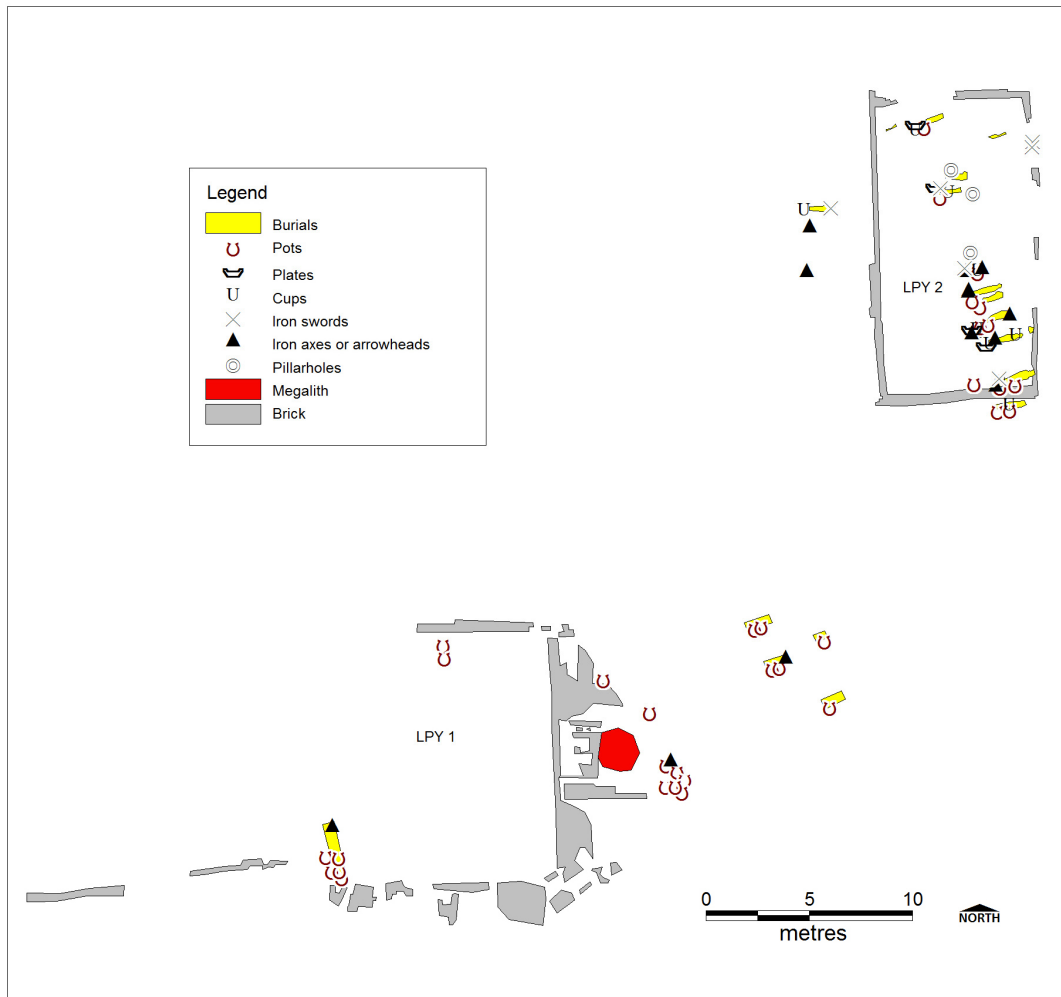 Legend
Burials
Pots
Plates
U Cups
Iron swords
Iron axes or arrowheads
Pillarholes
Megalith
Brick
LPY 2
LPY 1
0 5 10
metres
NORTH